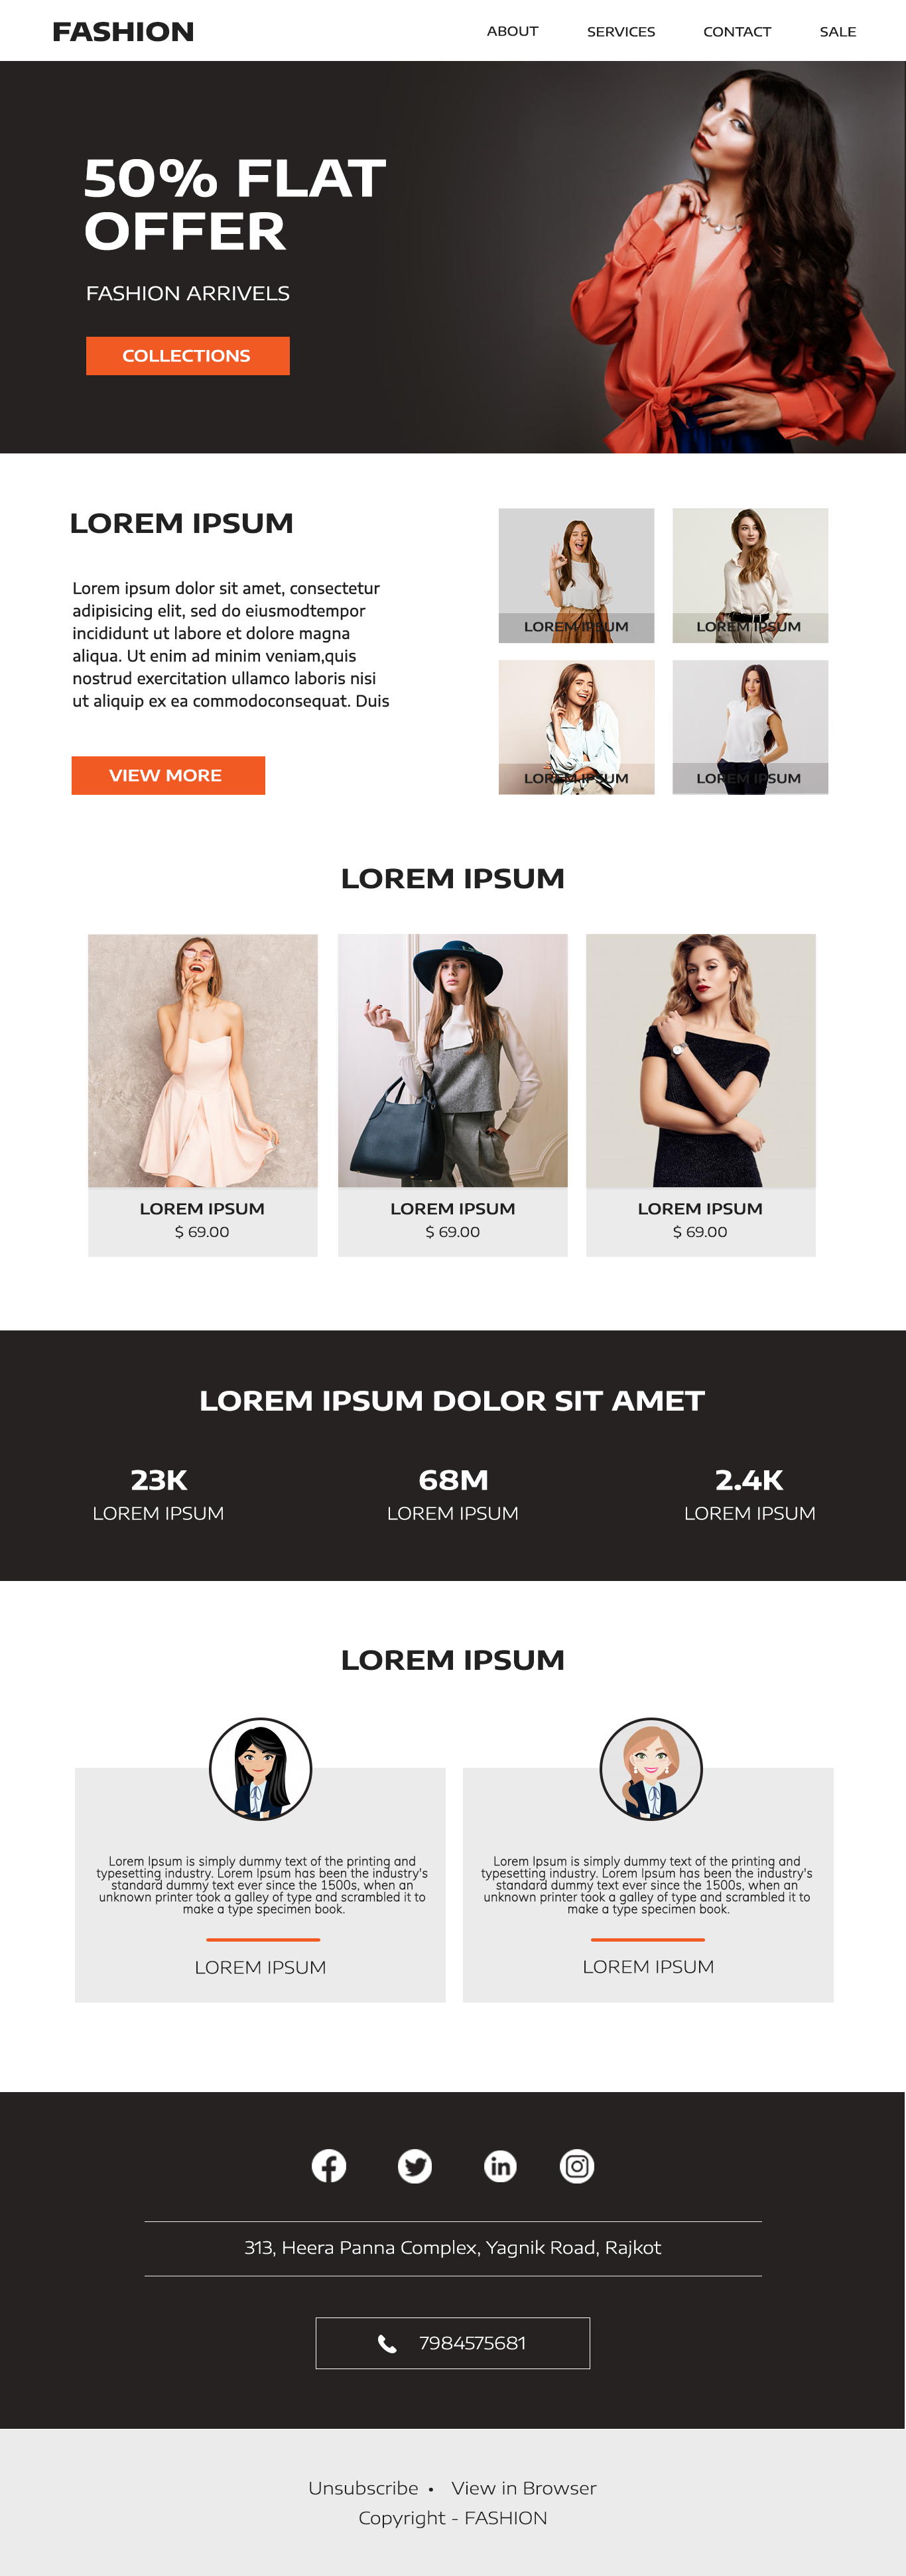 FASHION
ABOUT
SERVICES
CONTACT
SALE
50% FLAT
OFFER
FASHION ARRIVELS
COLLECTIONS
LOREM IPSUM
Lorem ipsum dolor sit amet, consectetur
adipisicing elit, sed do eiusmodtempor
incididunt ut labore et dolore magna
aliqua. Ut enim ad minim veniam,quis
nostrud exercitation ullamco laboris nisi
ut aliquip ex ea commodoconsequat. Duis
VIEW MORE
LOREM IPSUM
LOREM IPSUM
LOREM IPSUM
LOREM IPSUM
LOREM IPSUM
LOREM IPSUM
$ 69.00
LOREM IPSUM
$ 69.00
LOREM IPSUM
$ 69.00
LOREM IPSUM DOLOR SIT AMET
23K
LOREM IPSUM
68M
LOREM IPSUM
2.4K
LOREM IPSUM
LOREM IPSUM
Lorem Ipsum is simply dummy text of the printing and
typesetting industry. Lorem Ipsum has been the industry's
standard dummy text ever since the 1500s, when an
unknown printer took a galley of type and scrambled it to
make a type specimen book.
LOREM IPSUM
Lorem Ipsum is simply dummy text of the printing and
typesetting industry. Lorem Ipsum has been the industry's
standard dummy text ever since the 1500s, when an
unknown printer took a galley of type and scrambled it to
make a type specimen book.
LOREM IPSUM
313, Heera Panna Complex, Yagnik Road, Rajkot
7984575681
Unsubscribe • View in Browser
Copyright - FASHION